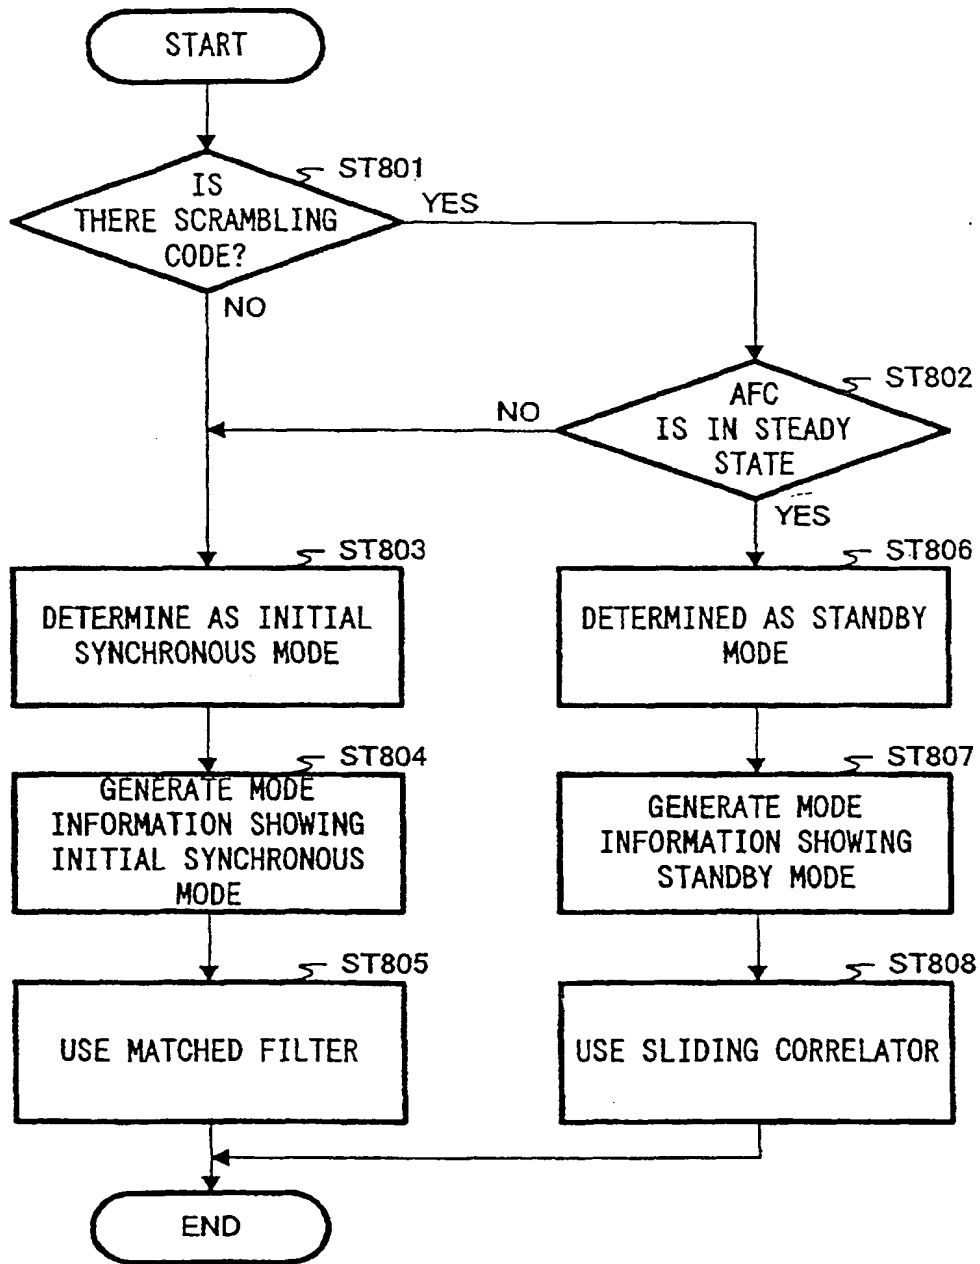 START
ST801
IS
THERE SCRAMBLING
CODE?
YES
NO
ST802
AFC
IS IN STEADY
STATE
NO
YES
ST803
DETERMINE AS INITIAL
SYNCHRONOUS MODE
ST806
DETERMINED AS STANDBY
MODE
ST804
GENERATE MODE
INFORMATION SHOWING
INITIAL SYNCHRONOUS
MODE
ST807
GENERATE MODE
INFORMATION SHOWING
STANDBY MODE
ST805
USE MATCHED FILTER
ST808
USE SLIDING CORRELATOR
END